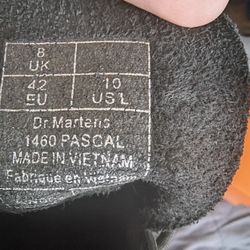 8
UK
42
EU
10
US L
Dr. Martens
1460 PASCAL
MADE IN VIETNAM
Fabriqué en Vietnam